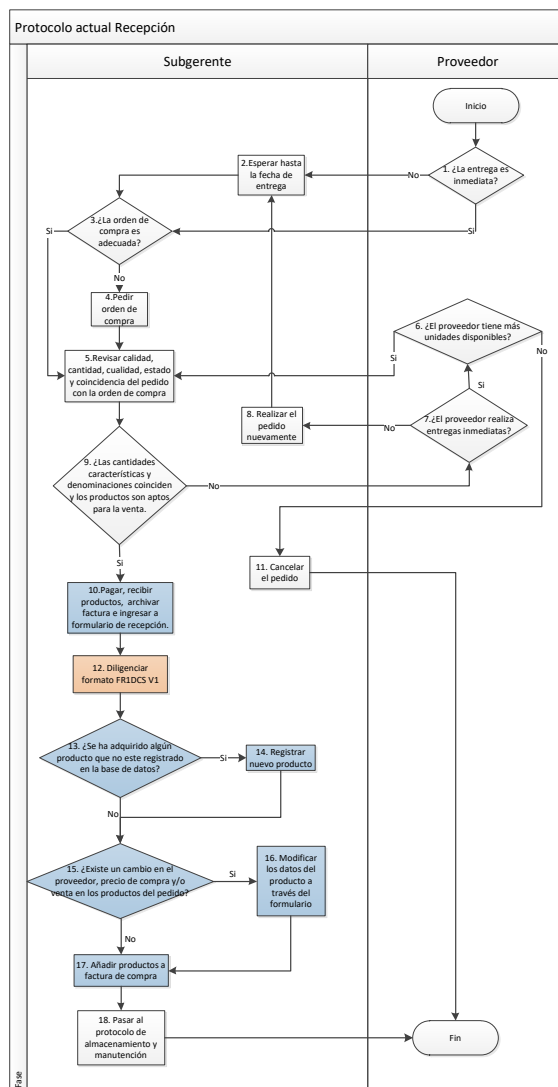 Protocolo actual Recepción
Subgerente
Proveedor
Inicio
1. ¿La entrega es
inmediata?
No
Si
2.Esperar hasta
la fecha de
entrega
3.¿La orden de
compra es
adecuada?
Si
No
4.Pedir
orden de
compra
5.Revisar calidad,
cantidad, cualidad, estado
y coincidencia del pedido
con la orden de compra
6. ¿El proveedor tiene más
unidades disponibles?
Si
No
7.¿El proveedor realiza
entregas inmediatas?
Si
No
8. Realizar el
pedido
nuevamente
9. ¿Las cantidades
características y
denominaciones coinciden
y los productos son aptos
para la venta.
No
Si
10.Pagar, recibir
productos, archivar
factura e ingresar a
formulario de recepción.
11. Cancelar
el pedido
12. Diligenciar
formato FR1DCS V1
13. ¿Se ha adquirido algún
producto que no este registrado
en la base de datos?
Si
No
14. Registrar
nuevo producto
15. ¿Existe un cambio en el
proveedor, precio de compra y/o
venta en los productos del pedido?
Si
No
16. Modificar
los datos del
producto a
través del
formulario
17. Añadir productos a
factura de compra
18. Pasar al
protocolo de
almacenamiento y
manutención
Fin
Fase